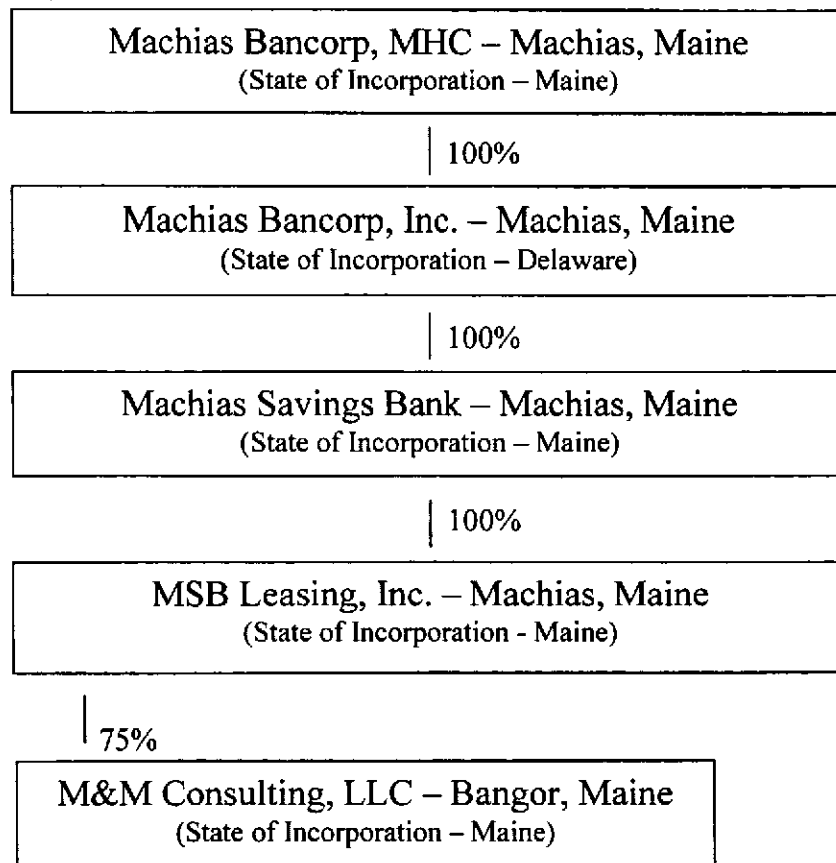 Machias Bancorp, MHC – Machias, Maine
(State of Incorporation – Maine)
100%
Machias Bancorp, Inc. – Machias, Maine
(State of Incorporation – Delaware)
100%
Machias Savings Bank – Machias, Maine
(State of Incorporation – Maine)
100%
MSB Leasing, Inc. – Machias, Maine
(State of Incorporation - Maine)
75%
M&M Consulting, LLC – Bangor, Maine
(State of Incorporation – Maine)